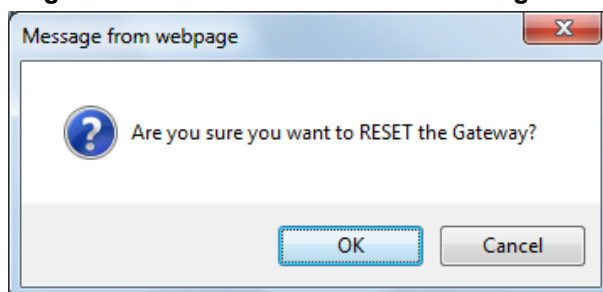 Message from webpage
Are you sure you want to RESET the Gateway?
OK
Cancel